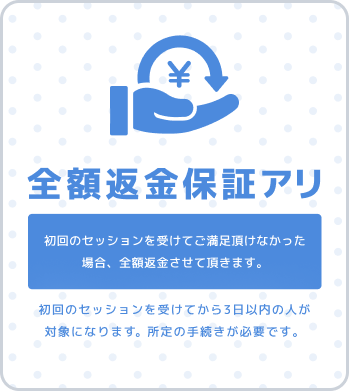 ¥
全額返金保証アリ
初回のセッションを受けてご満足頂けなかった
場合、全額返金させて頂きます。
初回のセッションを受けてから3日以内の人が
対象になります。所定の手続きが必要です。